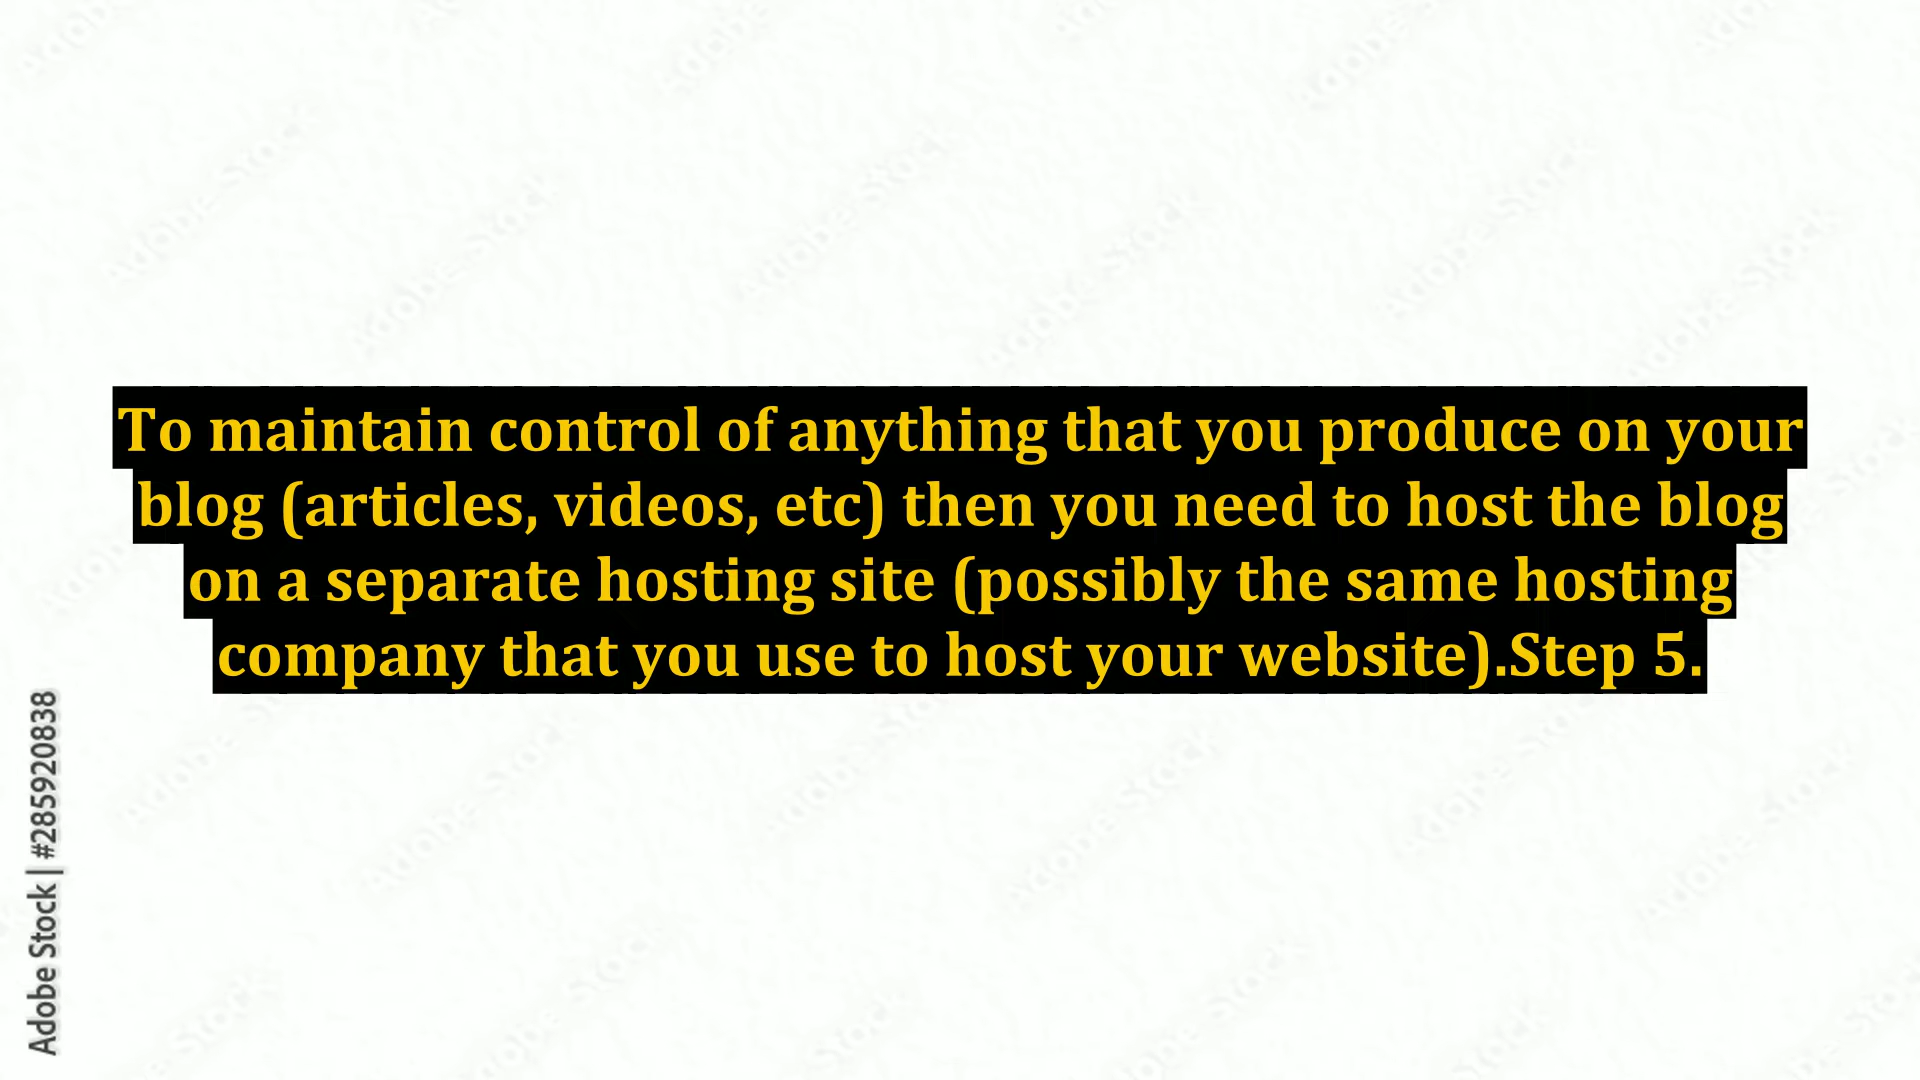 To maintain control of anything that you produce on your
blog (articles, videos, etc) then you need to host the blog
on a separate hosting site (possibly the same hosting
company that you use to host your website).Step 5.
Adobe Stock | #285920838